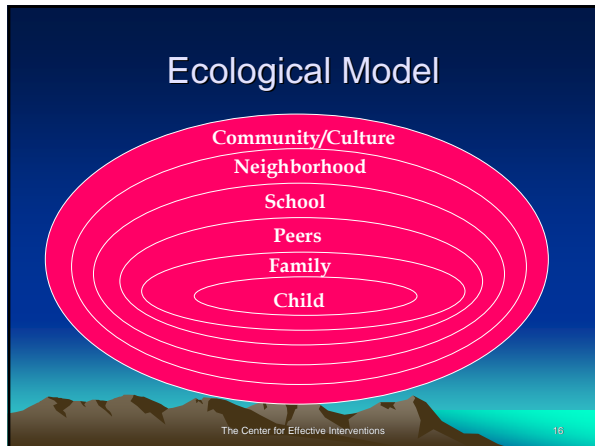 Ecological Model
Community/Culture
Neighborhood
School
Peers
Family
Child
The Center for Effective Interventions
16